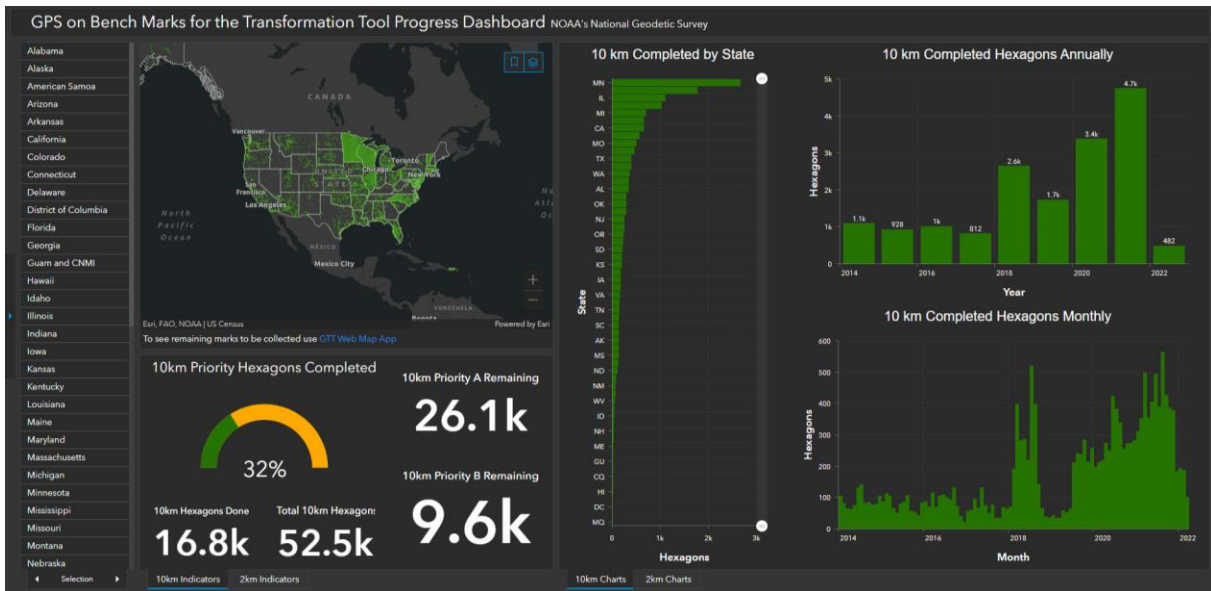 GPS on Bench Marks for the Transformation Tool Progress Dashboard NOAA's National Geodetic Survey
Alabama
Alaska
American Samoa
Arizona
Arkansas
California
Colorado
Connecticut
Delaware
District of Columbia
Florida
Georgia
Guam and CNMI
Hawaii
Idaho
Illinois
Indiana
Iowa
Kansas
Kentucky
Louisiana
Maine
Maryland
Massachusetts
Michigan
Minnesota
Mississippi
Missouri
Montana
Nebraska
Selection
CANADA
Vancouver
Toronto
UNITED
Chicago
New York
STATES
San
Francisco
Los Angeles
North
Pacific
Ocean
MÉXICO
Mexico City
VENEZUELA
Esri, FAO, NOAA | US Census
Powered by Esri
To see remaining marks to be collected use GTT Web Map App
10km Priority Hexagons Completed
32%
10km Hexagons Done
16.8k
Total 10km Hexagons
52.5k
10km Priority A Remaining
26.1k
10km Priority B Remaining
9.6k
10km Indicators
2km Indicators
10 km Completed by State
State
MN
IL
MI
CA
MO
TX
WA
AL
OK
NJ
OR
SD
KS
IA
VA
TN
SC
AK
MS
ND
NM
WV
ID
NH
ME
GU
CQ
HI
DC
MQ
0 1k 2k 3k
Hexagons
10km Charts
2km Charts
10 km Completed Hexagons Annually
Hexagons
5k
4k
3k
2k
1k
0
1.1k
928
1k
812
2.6k
1.7k
3.4k
4.7k
482
2014 2016 2018 2020 2022
Year
10 km Completed Hexagons Monthly
Hexagons
600
500
400
300
200
100
0
2014 2016 2018 2020 2022
Month